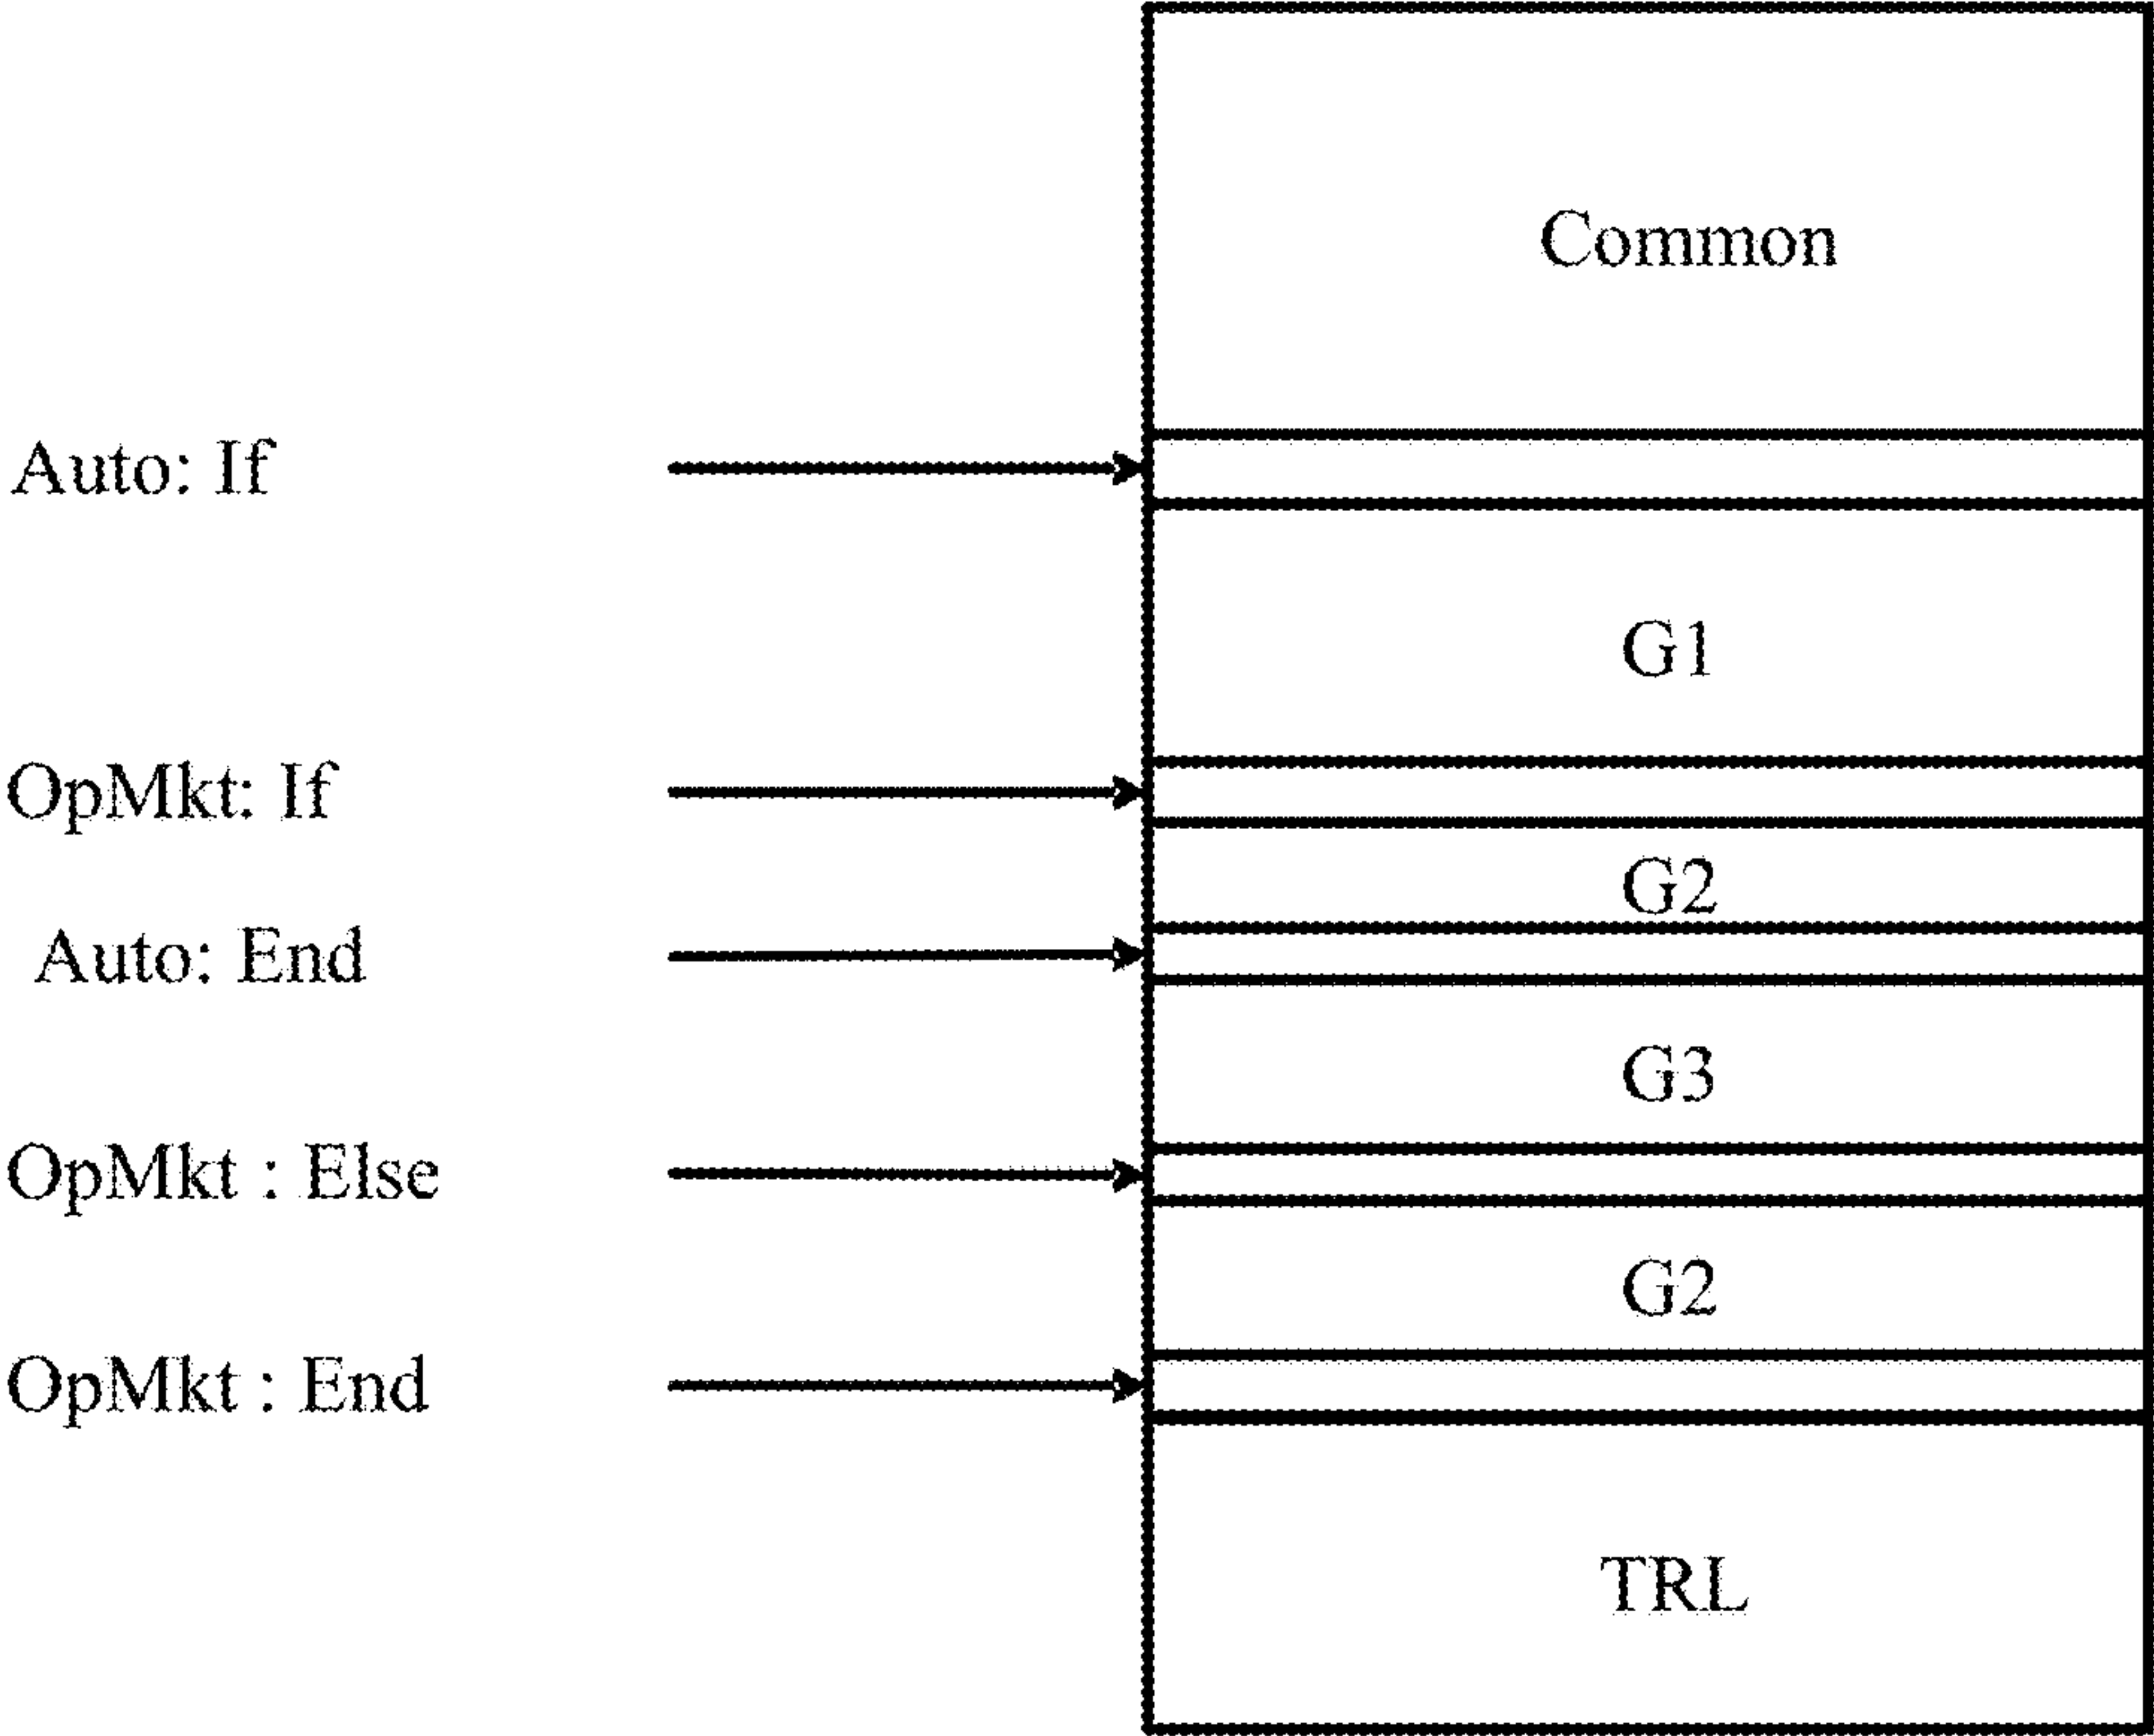 Common
Auto: If
G1
OpMkt: If
G2
Auto: End
G3
OpMkt : Else
G2
OpMkt : End
TRL